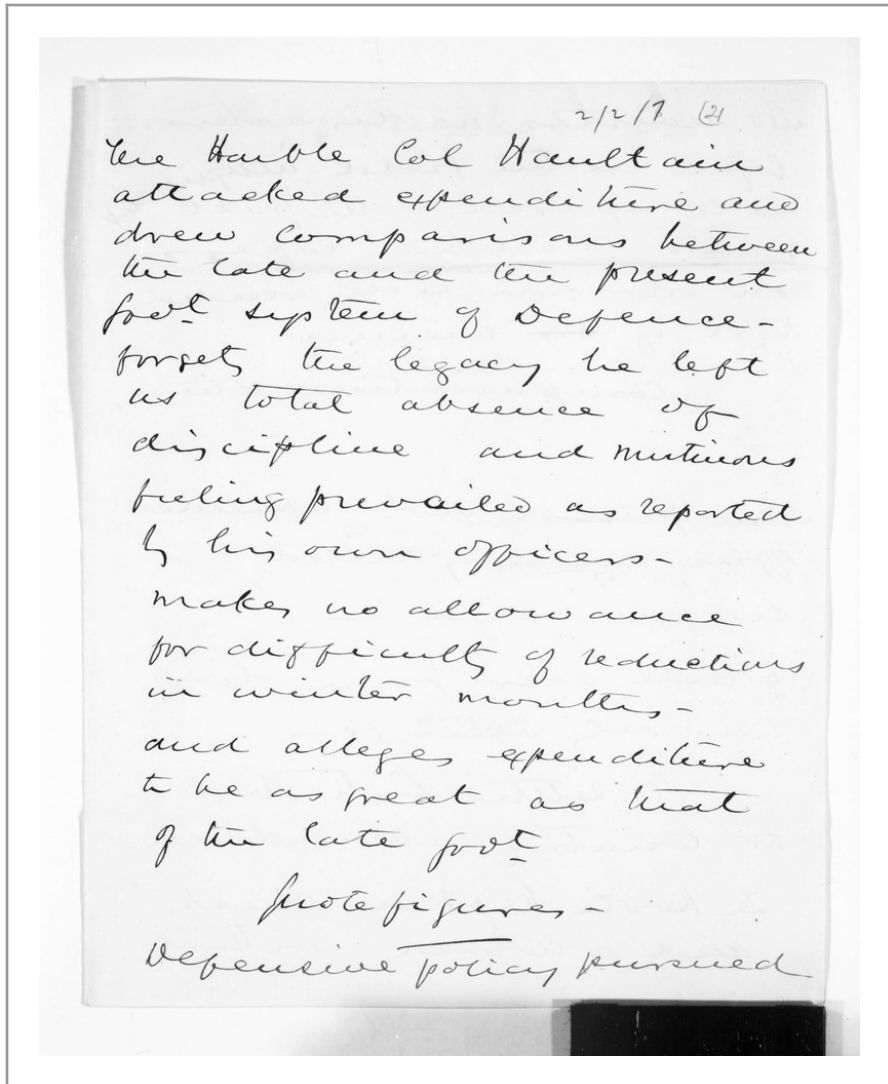 2/2/7 (2)
The Honble Col Haultain
attacked expenditure and
drew comparisons between
the late and the present
Govt system of Defence-
forgets the legacy he left
us total absence of
discipline and mutinous
feeling prevailed as reported
by his own officers-
makes no allowance
for difficulty of reductions
in winter months-
and alleges expenditure
to be as great as that
of the late Govt
Quote figures-
Defensive policy pursued